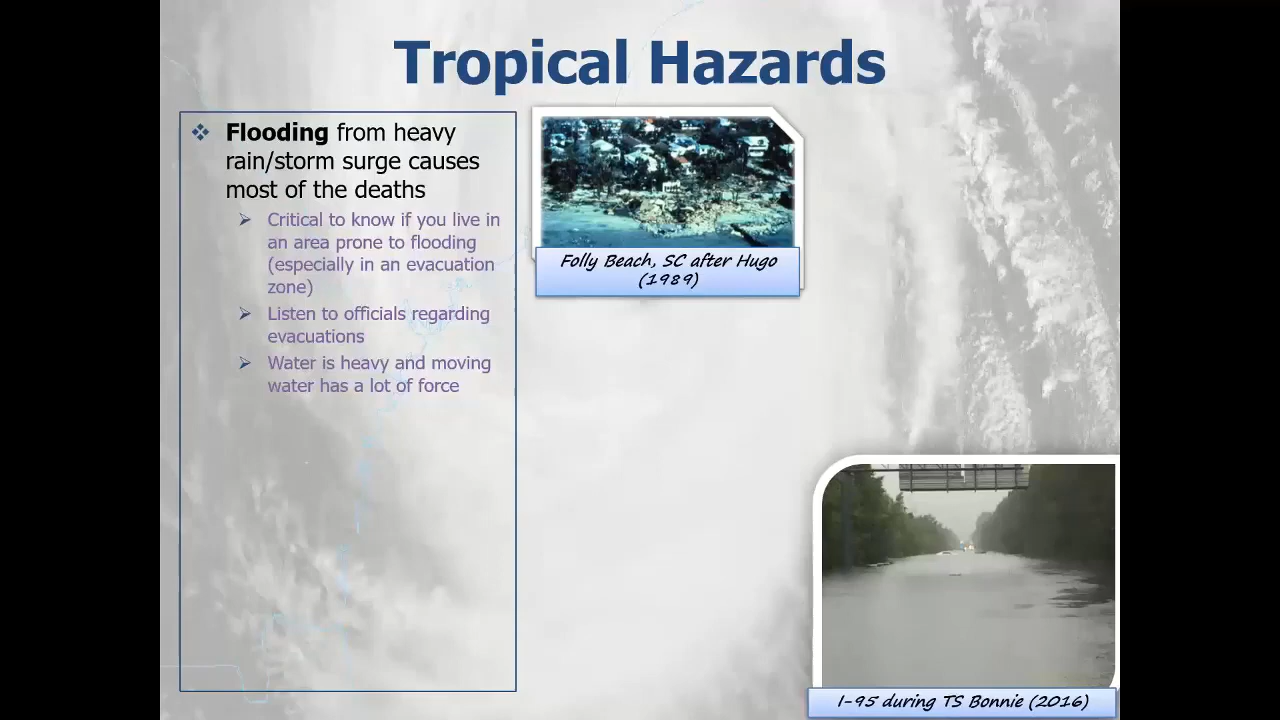 Tropical Hazards
Flooding from heavy
rain/storm surge causes
most of the deaths
Critical to know if you live in
an area prone to flooding
(especially in an evacuation
zone)
Listen to officials regarding
evacuations
Water is heavy and moving
water has a lot of force
Folly Beach, SC after Hugo
(1989)
I-95 during TS Bonnie (2016)